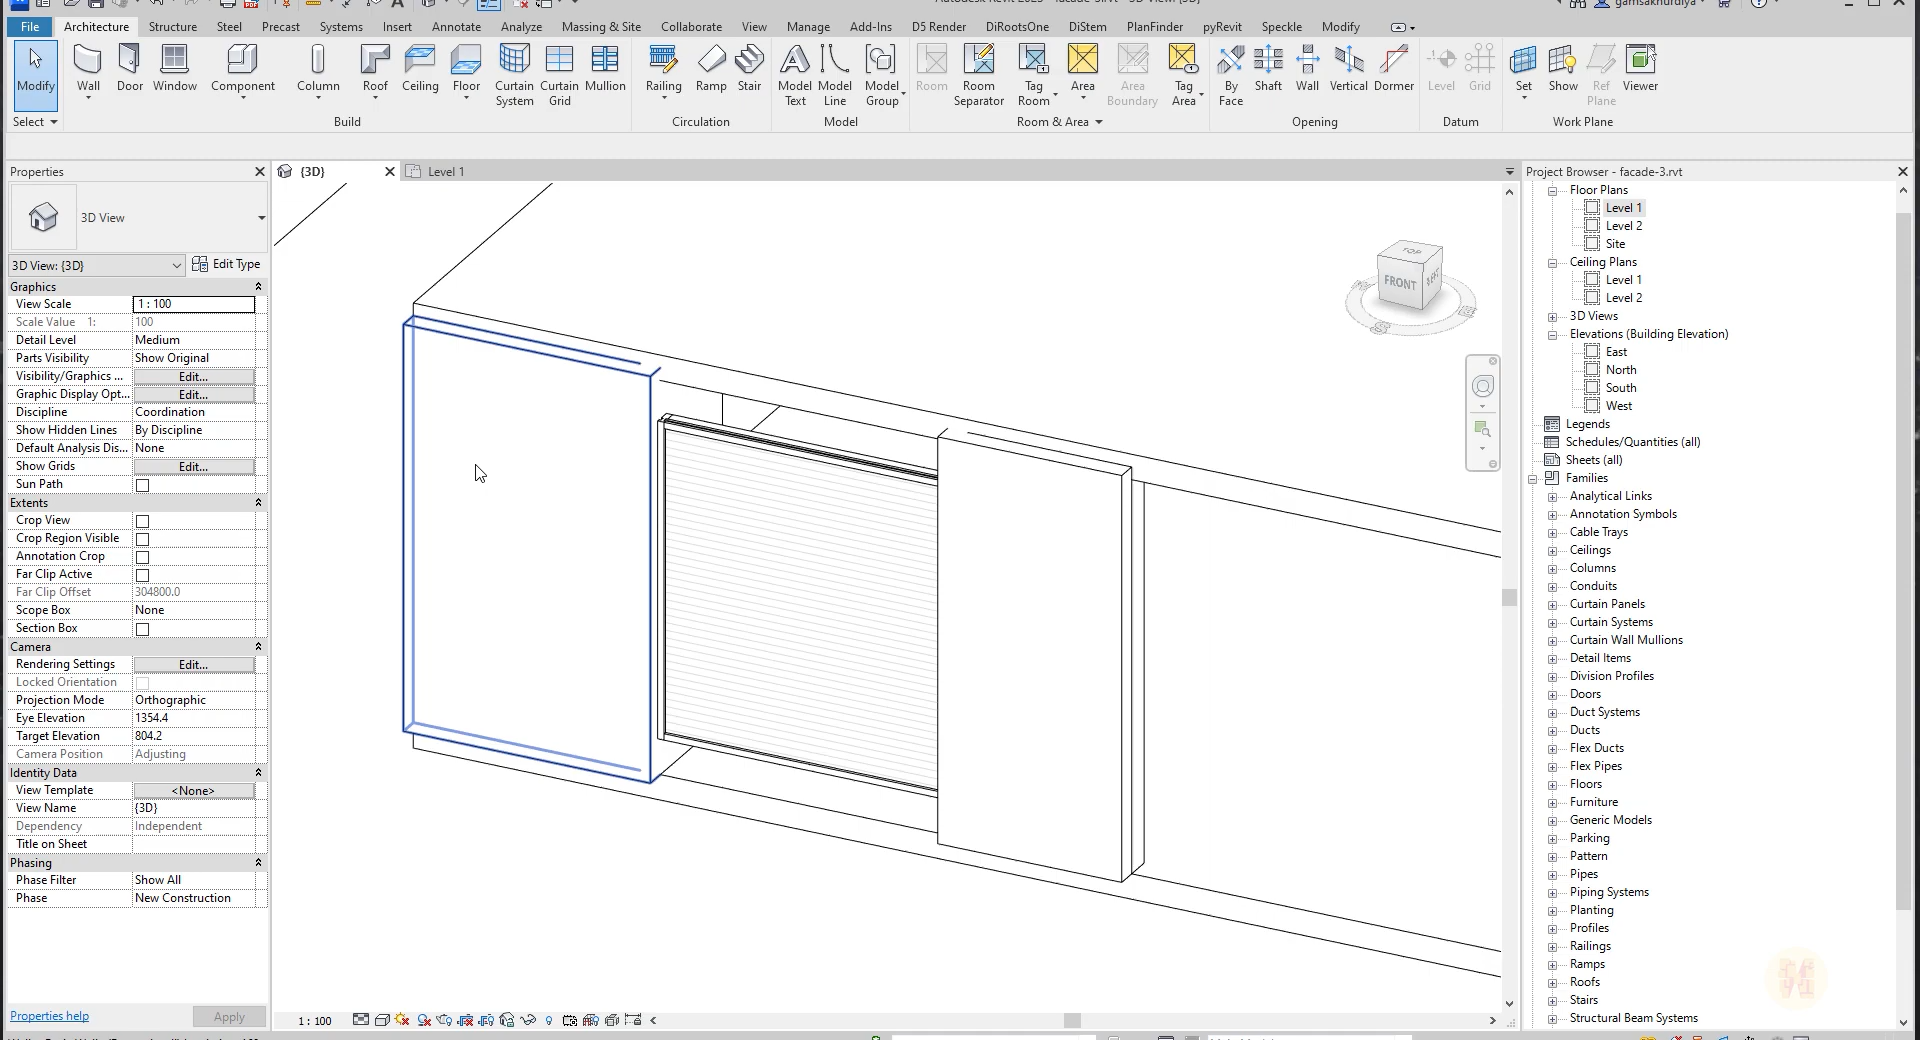 gamsakhurdiya
File Architecture Structure Steel Precast Systems Insert Annotate Analyze Massing & Site Collaborate View Manage Add-Ins D5 Render DiRootsOne DiStem PlanFinder pyRevit Speckle Modify
Modify Wall Door Window Component Column Roof Ceiling Floor Curtain System Curtain Grid Mullion Railing Ramp Stair Model Text Model Line Model Group Room Room Separator Tag Room Area Area Boundary Tag Area By Face Shaft Wall Vertical Dormer Level Grid Set Show Ref Plane Viewer
Select Build Circulation Model Room & Area Opening Datum Work Plane
Properties
{3D}
Level 1
Project Browser - facade-3.rvt
3D View
3D View: {3D}
Edit Type
Graphics
View Scale 1 : 100
Scale Value 1: 100
Detail Level Medium
Parts Visibility Show Original
Visibility/Graphics ... Edit...
Graphic Display Opt... Edit...
Discipline Coordination
Show Hidden Lines By Discipline
Default Analysis Dis... None
Show Grids Edit...
Sun Path
Extents
Crop View
Crop Region Visible
Annotation Crop
Far Clip Active
Far Clip Offset 304800.0
Scope Box None
Section Box
Camera
Rendering Settings Edit...
Locked Orientation
Projection Mode Orthographic
Eye Elevation 1354.4
Target Elevation 804.2
Camera Position Adjusting
Identity Data
View Template <None>
View Name {3D}
Dependency Independent
Title on Sheet
Phasing
Phase Filter Show All
Phase New Construction
Properties help
Apply
TOP
FRONT
S
E
1 : 100
Floor Plans
Level 1
Level 2
Site
Ceiling Plans
Level 1
Level 2
3D Views
Elevations (Building Elevation)
East
North
South
West
Legends
Schedules/Quantities (all)
Sheets (all)
Families
Analytical Links
Annotation Symbols
Cable Trays
Ceilings
Columns
Conduits
Curtain Panels
Curtain Systems
Curtain Wall Mullions
Detail Items
Division Profiles
Doors
Duct Systems
Ducts
Flex Ducts
Flex Pipes
Floors
Furniture
Generic Models
Parking
Pattern
Pipes
Piping Systems
Planting
Profiles
Railings
Ramps
Roofs
Stairs
Structural Beam Systems